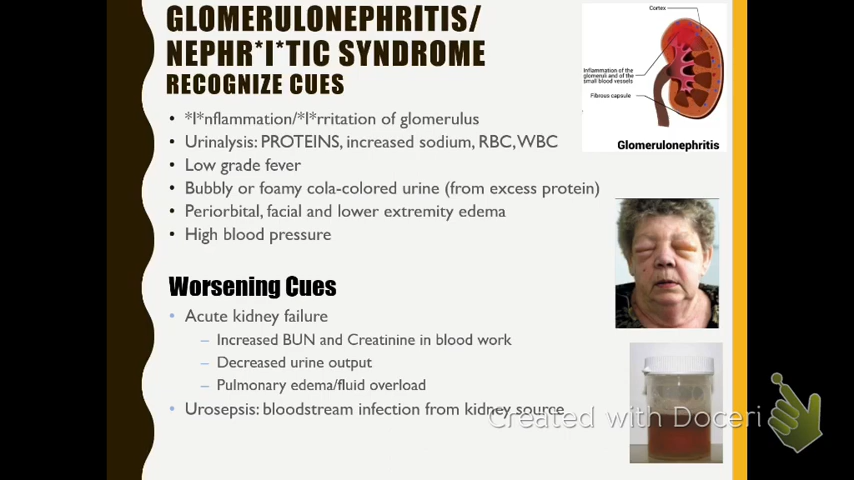 GLOMERULONEPHRITIS/
NEPHR*I*TIC SYNDROME
RECOGNIZE CUES
• *I*nflammation/*I*rritation of glomerulus
• Urinalysis: PROTEINS, increased sodium, RBC, WBC
• Low grade fever
• Bubbly or foamy cola-colored urine (from excess protein)
• Periorbital, facial and lower extremity edema
• High blood pressure
Worsening Cues
• Acute kidney failure
– Increased BUN and Creatinine in blood work
– Decreased urine output
– Pulmonary edema/fluid overload
• Urosepsis: bloodstream infection from kidney source
Cortex
Inflammation of the
glomeruli and of the
small blood vessels
Fibrous capsule
Glomerulonephritis
Created with Doceri